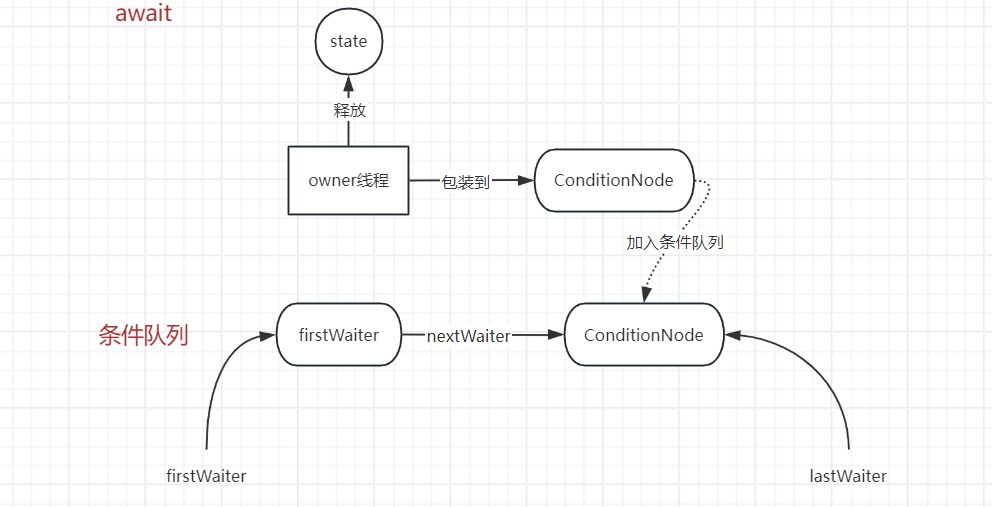 await
state
释放
owner线程
包装到
ConditionNode
加入条件队列
条件队列
firstWaiter
nextWaiter
ConditionNode
firstWaiter
lastWaiter